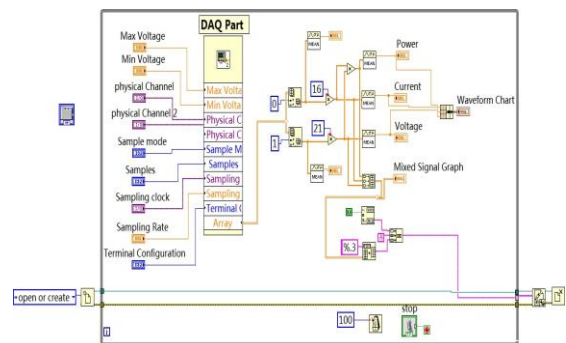 DAQ Part
Max Voltage
Min Voltage
physical Channel
physical Channel 2
Sample mode
Samples
Sampling clock
Sampling Rate
Terminal Configuration
Max Volta
Min Volta
Physical C
Physical C
Sample M
Samples
Sampling
Sampling
Terminal C
Array
0
1
16
21
MEAN
MEAN
MEAN
MEAN
MEAN
Power
Current
Voltage
Waveform Chart
Mixed Signal Graph
%.3
open or create
100
stop
i